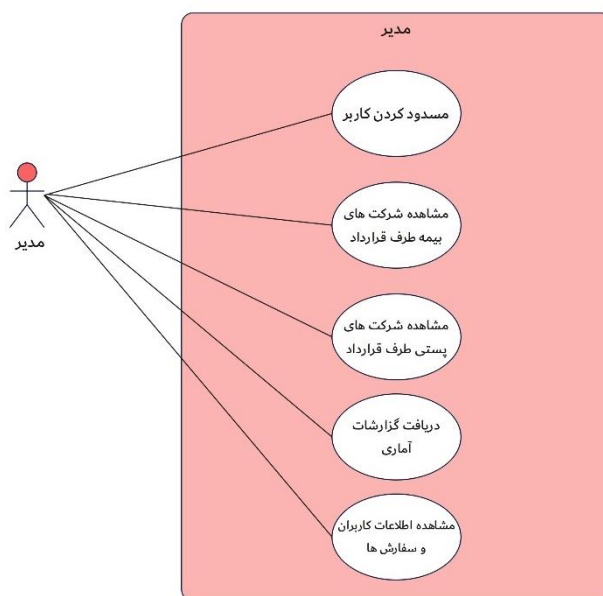 مدیر
مسدود کردن کاربر
مشاهده شرکت های
بیمه طرف قرارداد
مدیر
مشاهده شرکت های
پستی طرف قرارداد
دریافت گزارشات
آماری
مشاهده اطلاعات کاربران
و سفارش ها